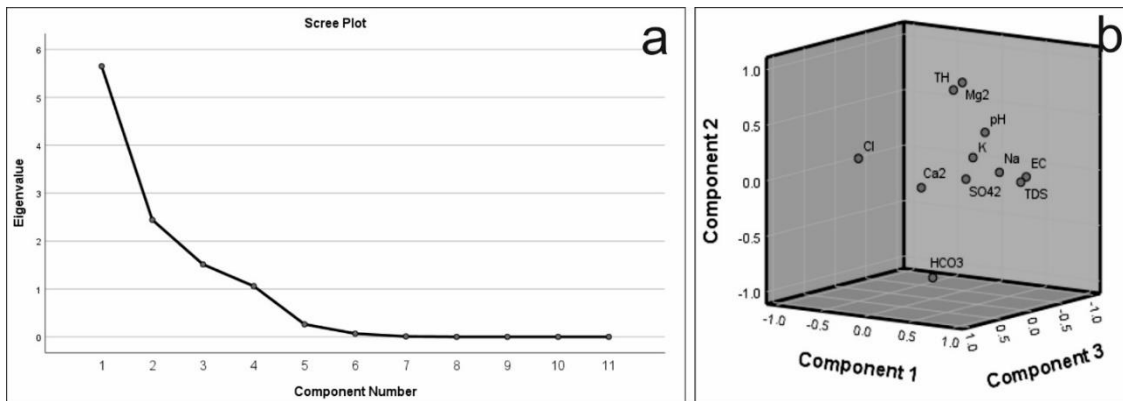 Scree Plot
a
Eigenvalue
6
5
4
3
2
1
0
1 2 3 4 5 6 7 8 9 10 11
Component Number
b
Component 2
1.0
0.5
0.0
-0.5
-1.0
TH
Mg2
pH
Cl
K
Na
EC
Ca2
SO42
TDS
HCO3
-1.0 -0.5 0.0 0.5 1.0
Component 1
1.0 0.5 0.0 -0.5 -1.0
Component 3